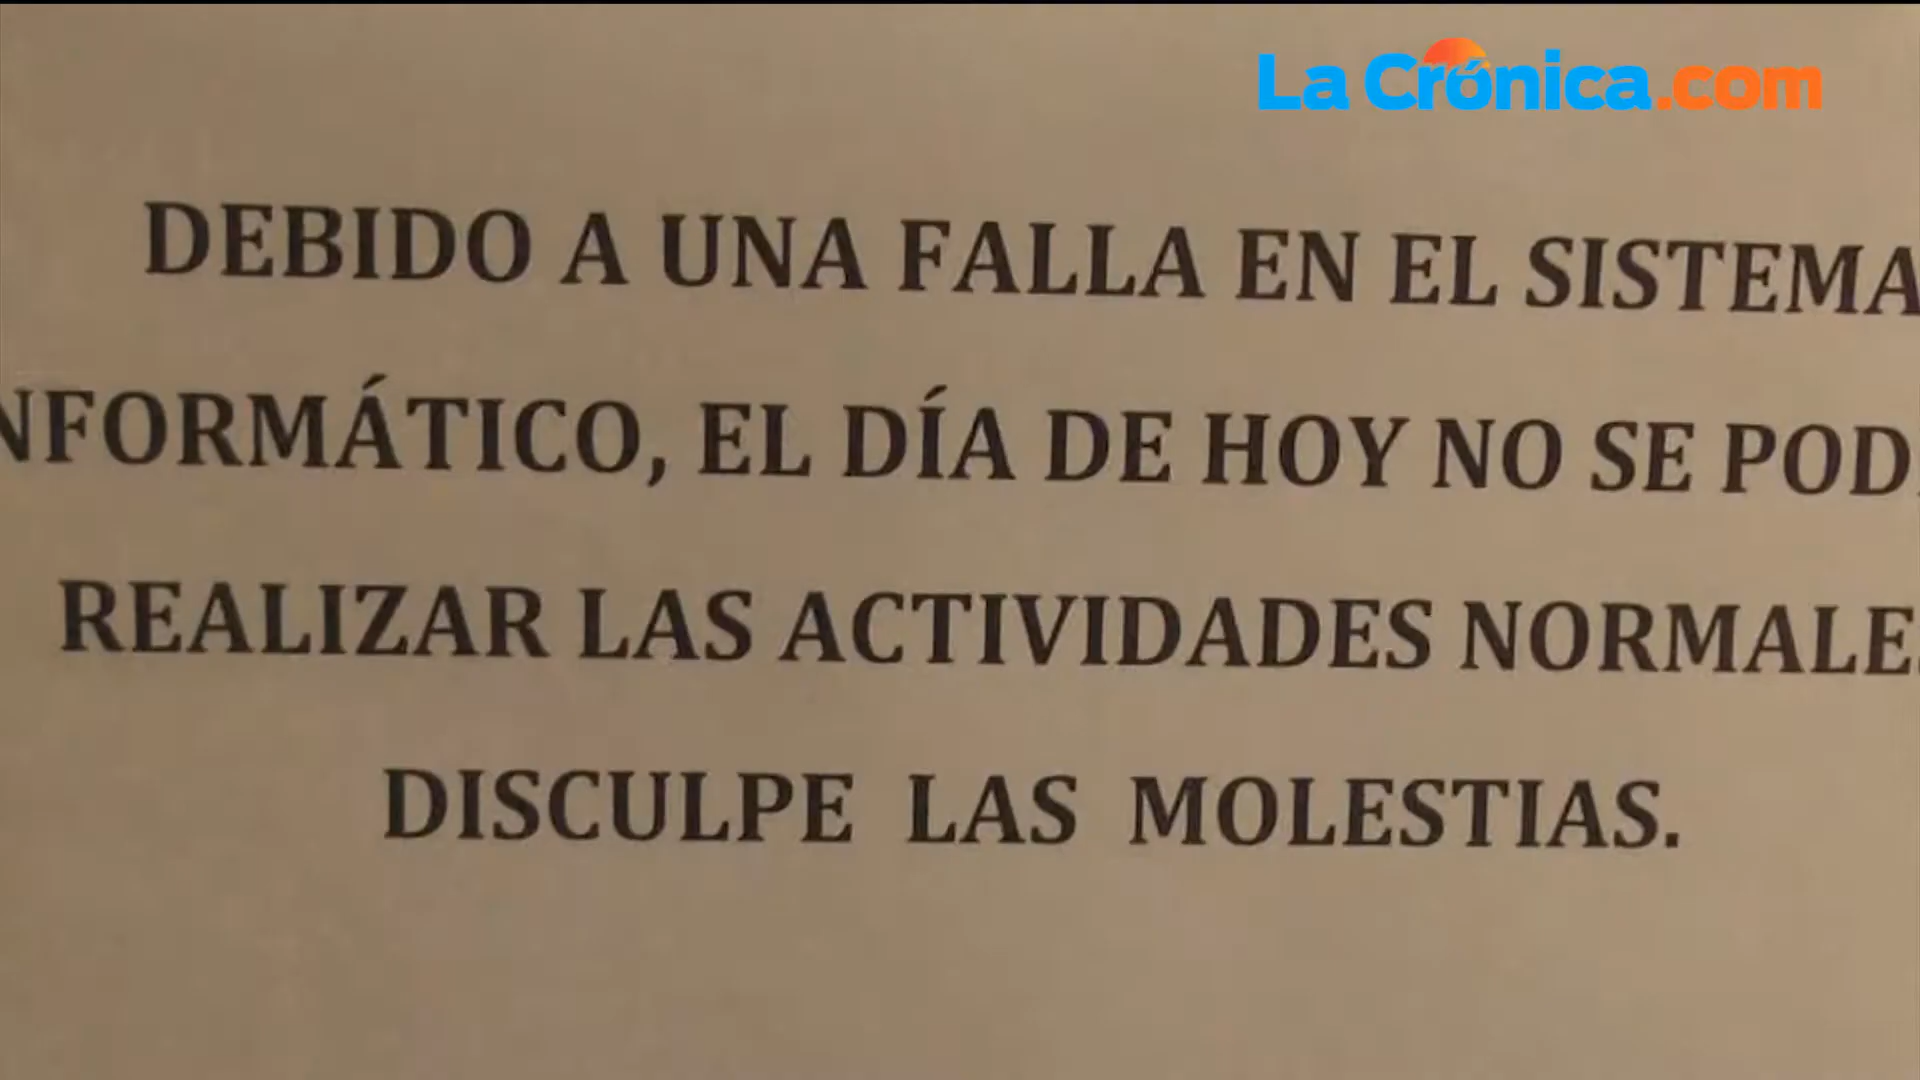 La Crónica.com
DEBIDO A UNA FALLA EN EL SISTEMA
NFORMÁTICO, EL DÍA DE HOY NO SE POD
REALIZAR LAS ACTIVIDADES NORMALE
DISCULPE LAS MOLESTIAS.